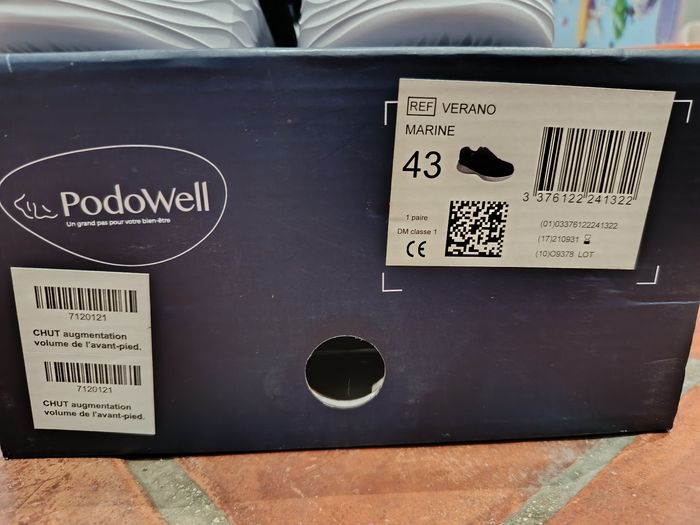 REF VERANO
MARINE
43
3 376122 241322
1 paire
DM classe 1
CE
(01)03376122241322
(17)210931
(10)O9378 LOT
PodoWell
Un grand pas pour votre bien-être
7120121
CHUT augmentation
volume de l'avant-pied.
7120121
CHUT augmentation
volume de l'avant-pied.